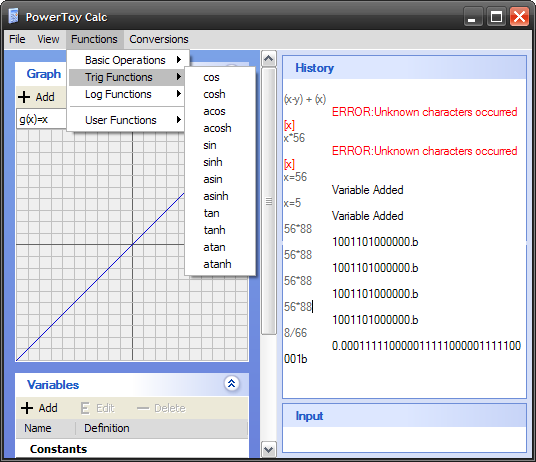 PowerToy Calc
File View Functions Conversions
Basic Operations
Trig Functions
Log Functions
User Functions
cos
cosh
acos
acosh
sin
sinh
asin
asinh
tan
tanh
atan
atanh
Graph
Add
g(x)=x
Variables
Add Edit Delete
Name Definition
Constants
History
(x-y) + (x)
ERROR:Unknown characters occurred
[x]
x*56
ERROR:Unknown characters occurred
[x]
x=56
Variable Added
x=5
Variable Added
56*88
1001101000000.b
56*88
1001101000000.b
56*88
1001101000000.b
56*88
1001101000000.b
8/66
0.000111110000011111000001111100
001b
Input